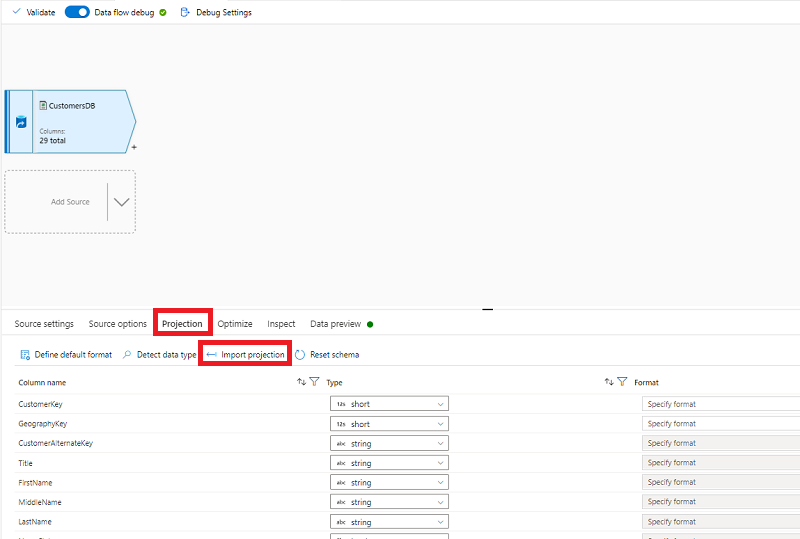 Validate Data flow debug Debug Settings
CustomersDB
Columns:
29 total
Add Source
Source settings Source options Projection Optimize Inspect Data preview
Define default format Detect data type Import projection Reset schema
Column name Type Format
CustomerKey 12s short Specify format
GeographyKey 12s short Specify format
CustomerAlternateKey abc string Specify format
Title abc string Specify format
FirstName abc string Specify format
MiddleName abc string Specify format
LastName abc string Specify format